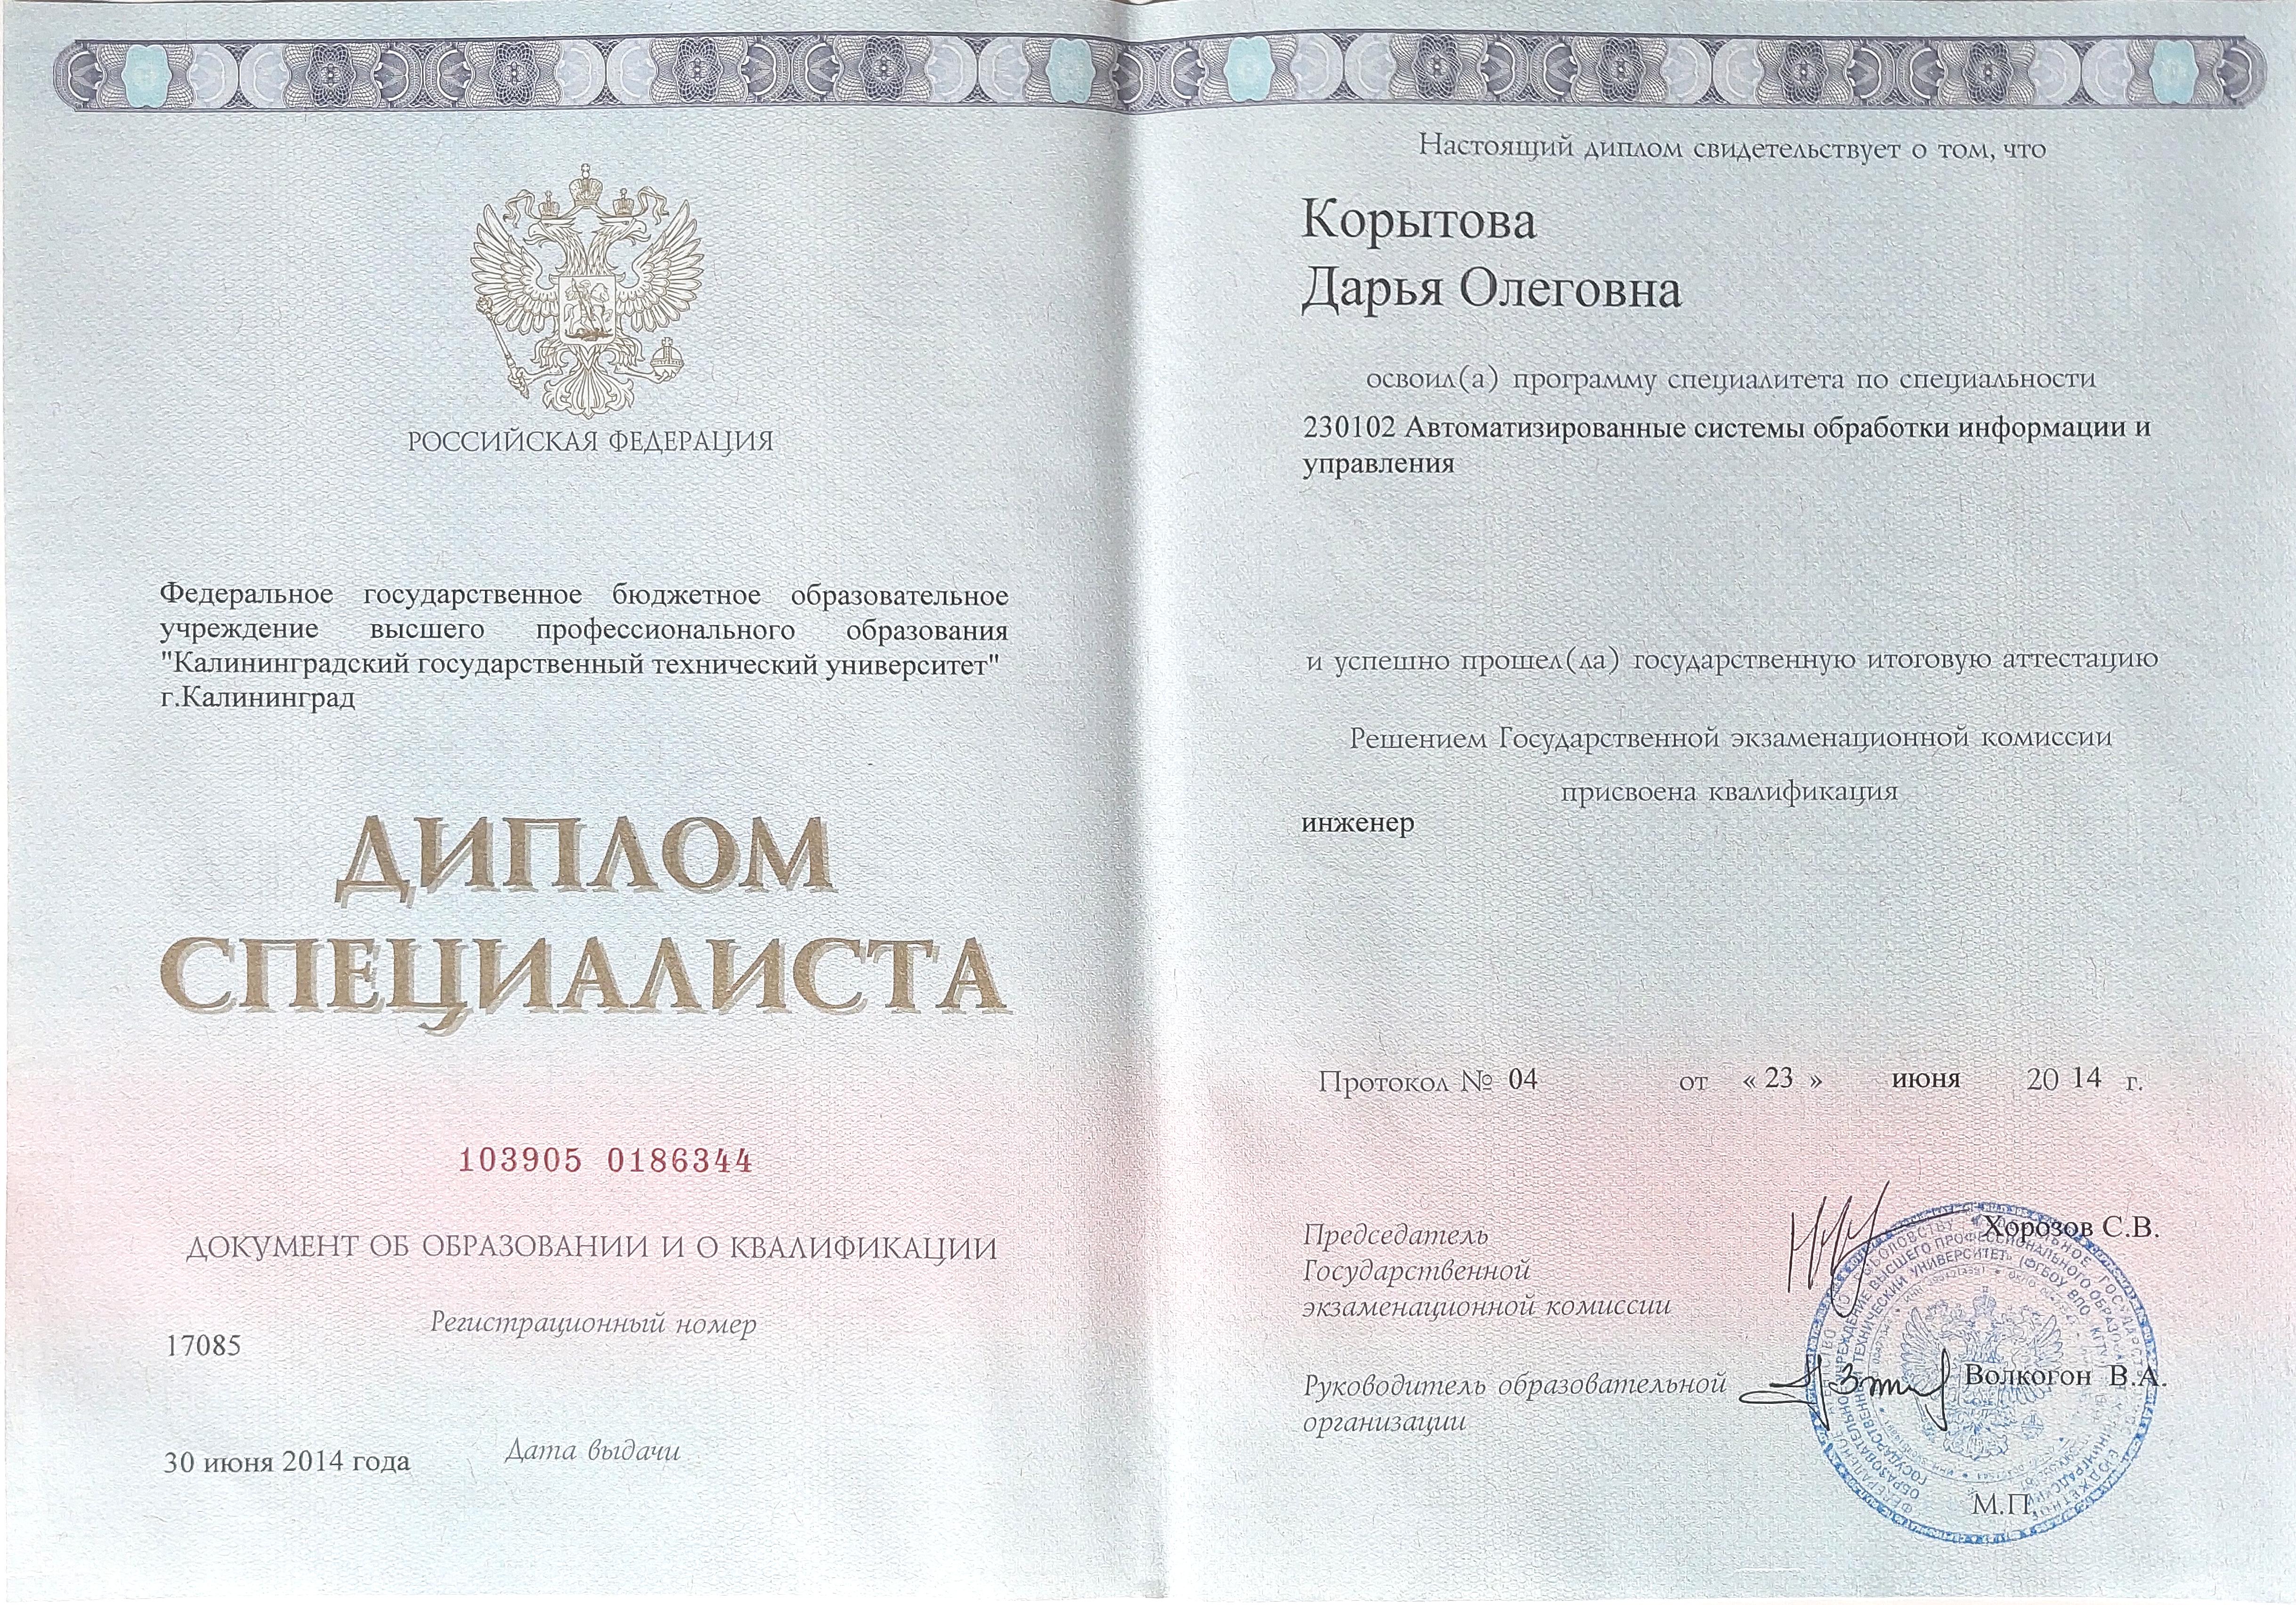 РОССИЙСКАЯ ФЕДЕРАЦИЯ
Федеральное государственное бюджетное образовательное
учреждение высшего профессионального образования
"Калининградский государственный технический университет"
г.Калининград
ДИПЛОМ
СПЕЦИАЛИСТА
103905 0186344
ДОКУМЕНТ ОБ ОБРАЗОВАНИИ И О КВАЛИФИКАЦИИ
Регистрационный номер
17085
Дата выдачи
30 июня 2014 года
Настоящий диплом свидетельствует о том, что
Корытова
Дарья Олеговна
освоил(а) программу специалитета по специальности
230102 Автоматизированные системы обработки информации и
управления
и успешно прошел(ла) государственную итоговую аттестацию
Решением Государственной экзаменационной комиссии
присвоена квалификация
инженер
Протокол № 04 от « 23 » июня 20 14 г.
Председатель
Государственной
экзаменационной комиссии
Хорозов С.В.
Руководитель образовательной
организации
Волкогон В.А.
М.П.